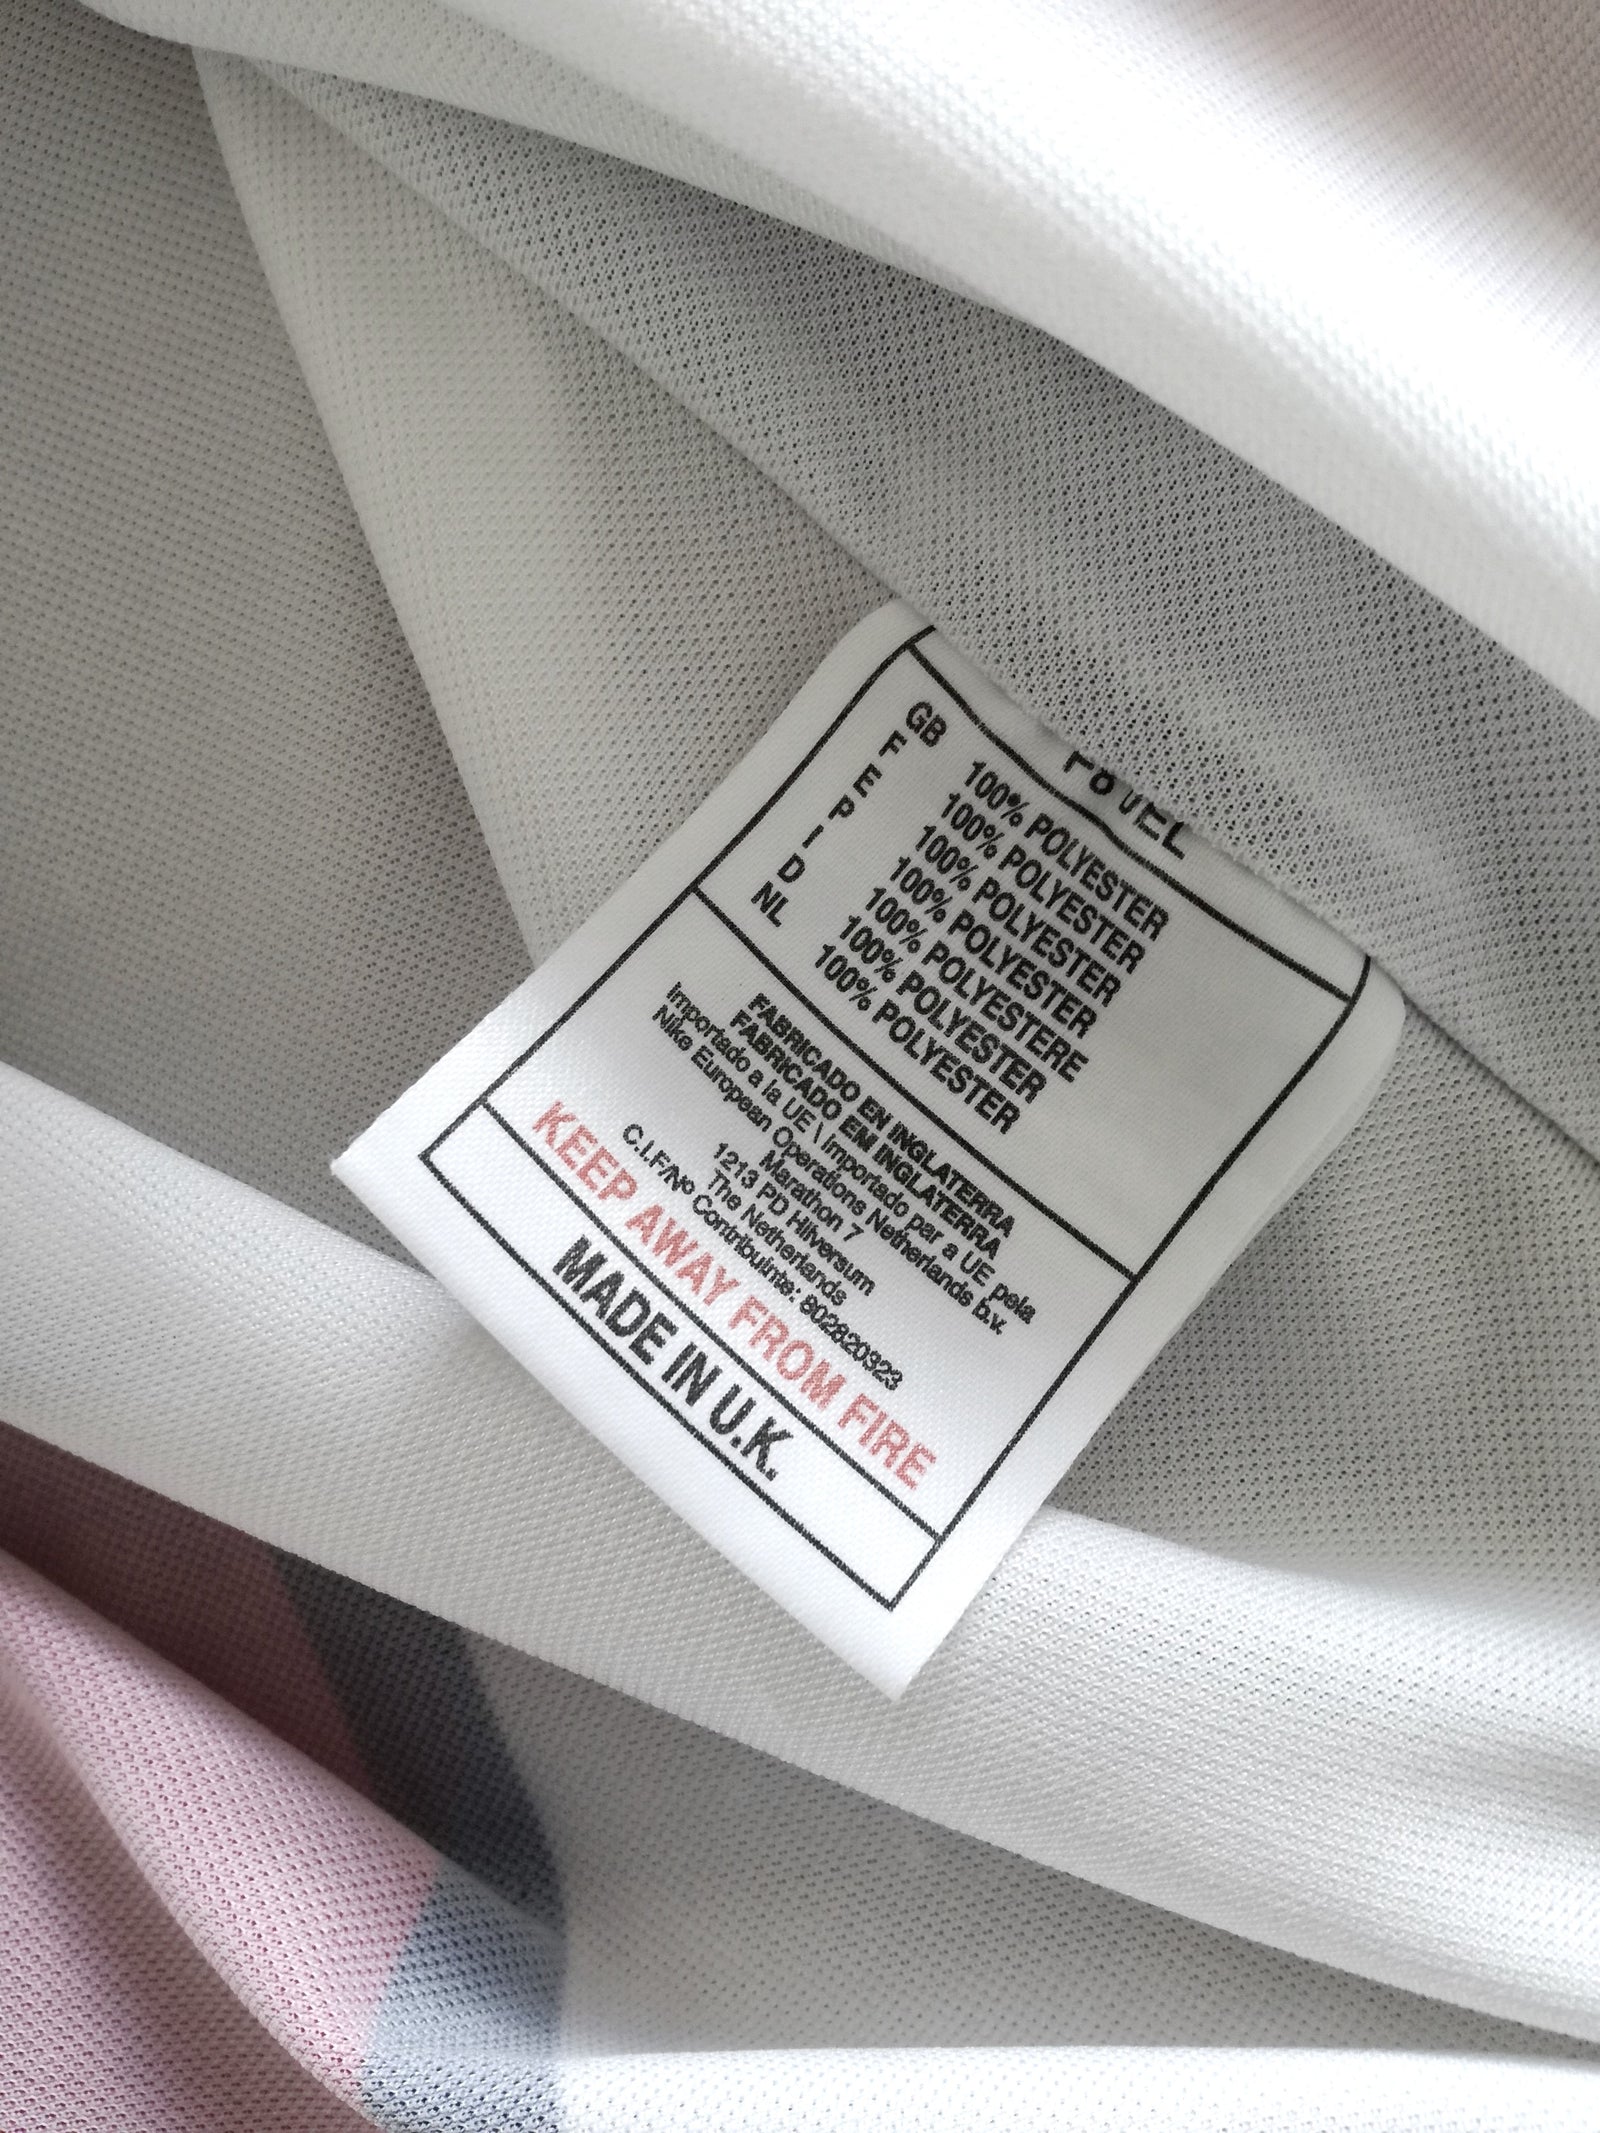 GB 100% POLYESTER
F 100% POLYESTER
E 100% POLYESTER
P 100% POLYESTER
I 100% POLYESTERE
D 100% POLYESTER
NL 100% POLYESTER
FABRICADO EN INGLATERRA
FABRICADO EM INGLATERRA
Importado a la UE \ Importado par a UE pela
Nike European Operations Netherlands b.v.
Marathon 7
1213 PD Hilversum
The Netherlands
C.I.F/Nº Contribuinte: 802820323
KEEP AWAY FROM FIRE
MADE IN U.K.